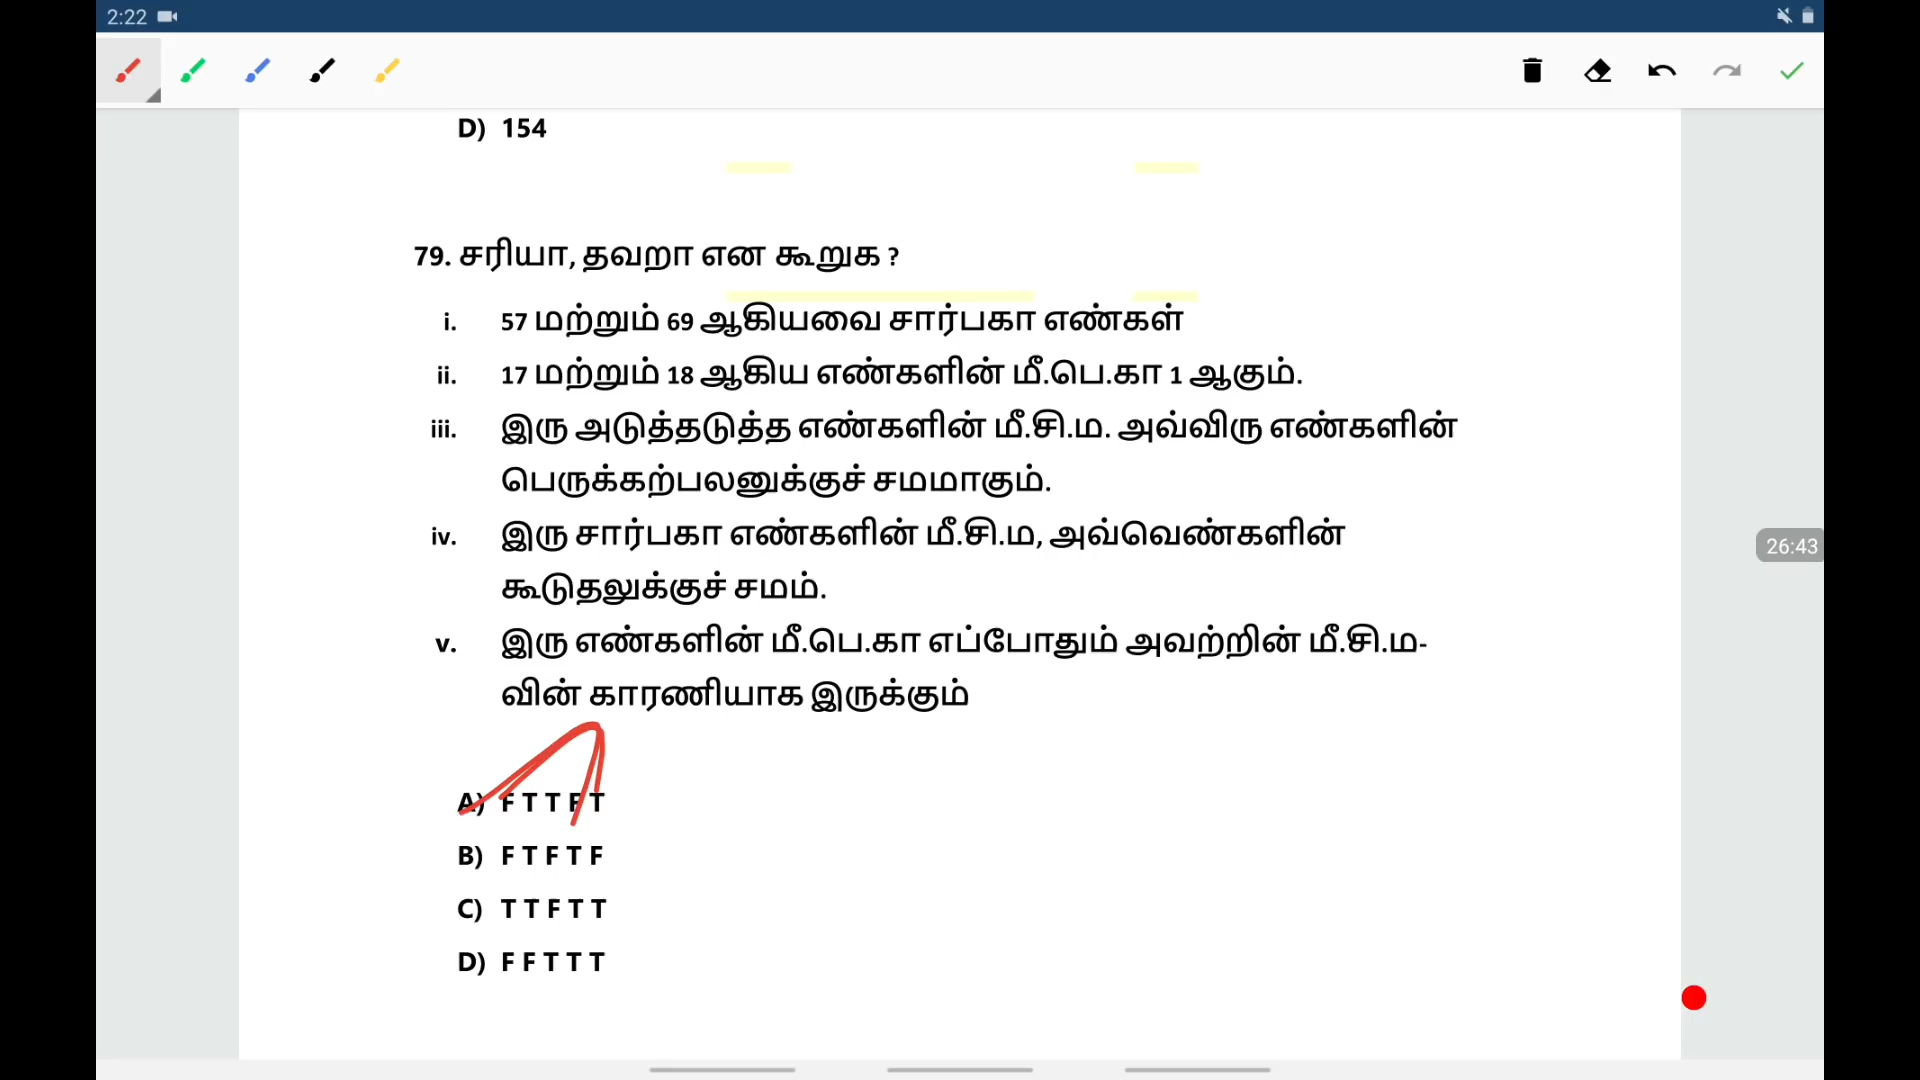 2:22
D) 154
79. சரியா, தவறா என கூறுக ?
i. 57 மற்றும் 69 ஆகியவை சார்பகா எண்கள்
ii. 17 மற்றும் 18 ஆகிய எண்களின் மீ.பெ.கா 1 ஆகும்.
iii. இரு அடுத்தடுத்த எண்களின் மீ.சி.ம. அவ்விரு எண்களின்
பெருக்கற்பலனுக்குச் சமமாகும்.
iv. இரு சார்பகா எண்களின் மீ.சி.ம, அவ்வெண்களின்
கூடுதலுக்குச் சமம்.
26:43
v. இரு எண்களின் மீ.பெ.கா எப்போதும் அவற்றின் மீ.சி.ம-
வின் காரணியாக இருக்கும்
A) F T T F T
B) F T F T F
C) T T F T T
D) F F T T T